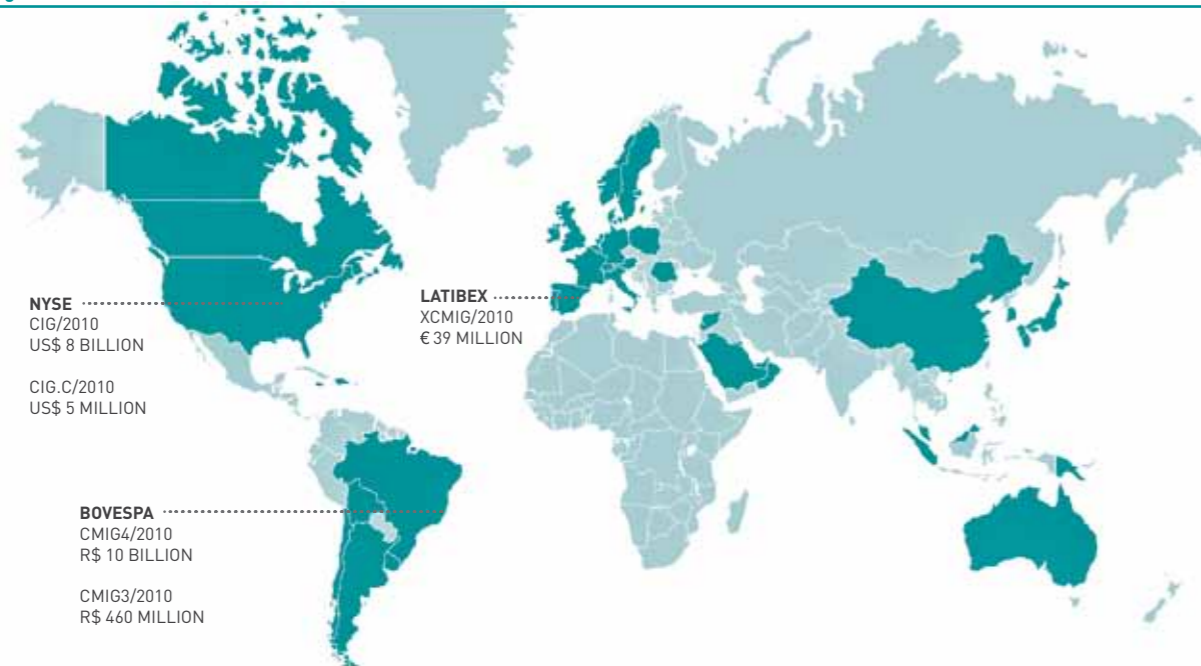 NYSE
CIG/2010
US$ 8 BILLION
CIG.C/2010
US$ 5 MILLION
LATIBEX
XCMIG/2010
€ 39 MILLION
BOVESPA
CMIG4/2010
R$ 10 BILLION
CMIG3/2010
R$ 460 MILLION